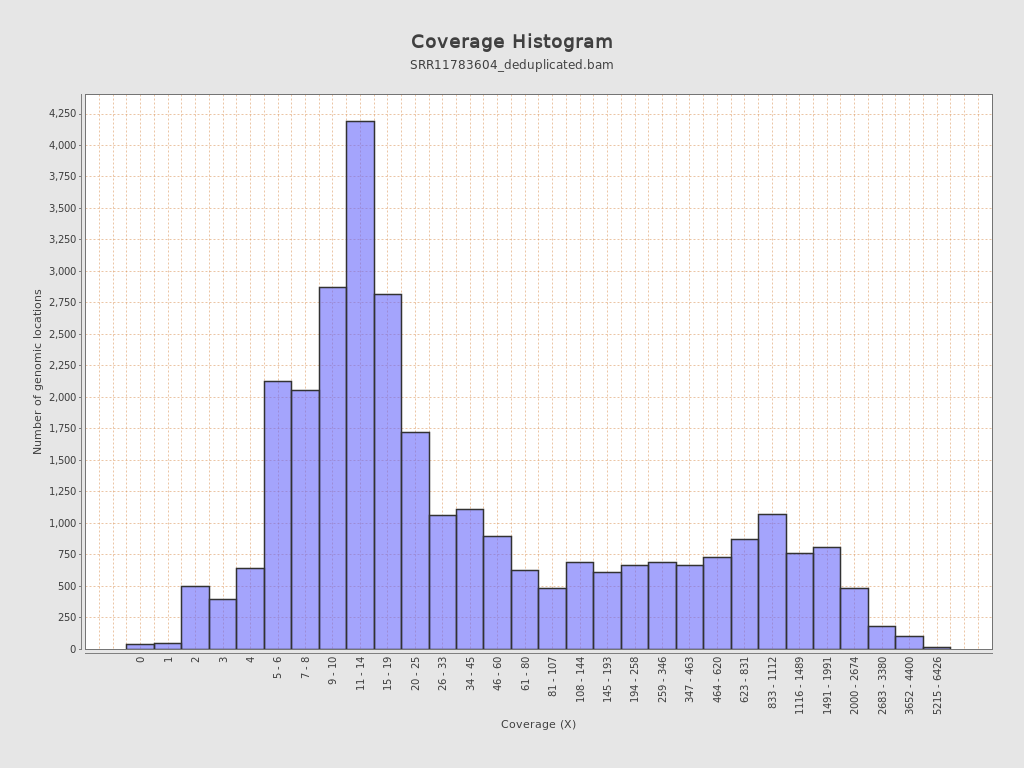 Coverage Histogram
SRR11783604_deduplicated.bam
Number of genomic locations
4,250
4,000
3,750
3,500
3,250
3,000
2,750
2,500
2,250
2,000
1,750
1,500
1,250
1,000
750
500
250
0
0
1
2
3
4
5 - 6
7 - 8
9 - 10
11 - 14
15 - 19
20 - 25
26 - 33
34 - 45
46 - 60
61 - 80
81 - 107
108 - 144
145 - 193
194 - 258
259 - 346
347 - 463
464 - 620
623 - 831
833 - 1112
1116 - 1489
1491 - 1991
2000 - 2674
2683 - 3380
3652 - 4400
5215 - 6426
Coverage (X)